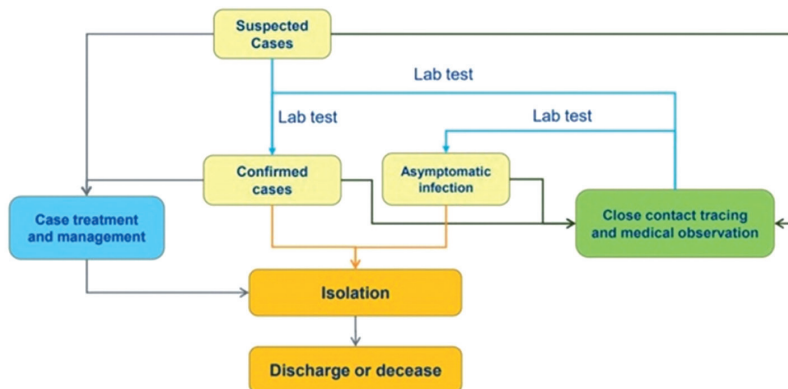 Suspected
Cases
Lab test
Lab test
Lab test
Confirmed
cases
Asymptomatic
infection
Case treatment
and management
Close contact tracing
and medical observation
Isolation
Discharge or decease